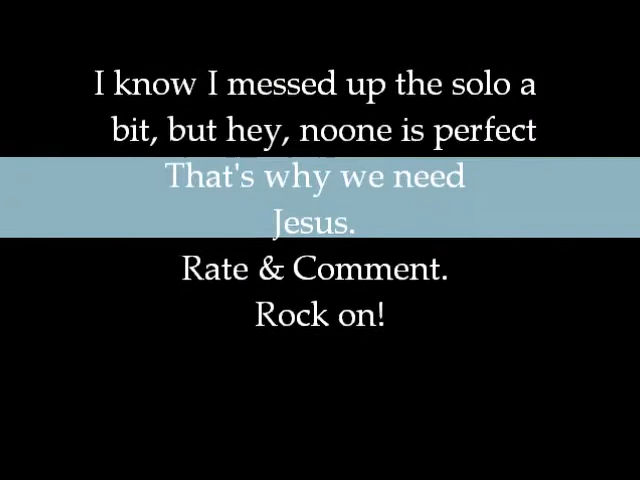 I know I messed up the solo a
bit, but hey, noone is perfect
That's why we need
Jesus.
Rate & Comment.
Rock on!